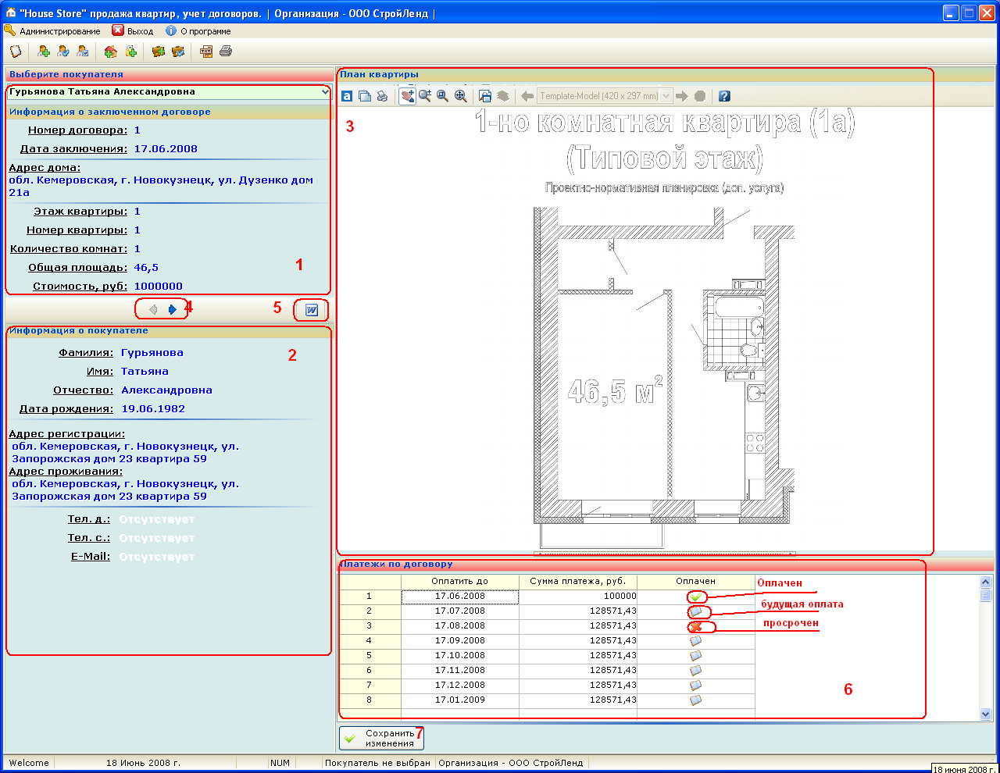 "House Store" продажа квартир, учет договоров. | Организация - ООО СтройЛенд |
Администрирование Выход О программе
Выберите покупателя
Гурьянова Татьяна Александровна
Информация о заключенном договоре
Номер договора: 1
Дата заключения: 17.06.2008
Адрес дома:
обл. Кемеровская, г. Новокузнецк, ул. Дузенко дом
21а
Этаж квартиры: 1
Номер квартиры: 1
Количество комнат: 1
Общая площадь: 46,5
Стоимость, руб: 1000000
1
4
5
W
Информация о покупателе
2
Фамилия: Гурьянова
Имя: Татьяна
Отчество: Александровна
Дата рождения: 19.06.1982
Адрес регистрации:
обл. Кемеровская, г. Новокузнецк, ул.
Запорожская дом 23 квартира 59
Адрес проживания:
обл. Кемеровская, г. Новокузнецк, ул.
Запорожская дом 23 квартира 59
Тел. д.: Отсутствует
Тел. с.: Отсутствует
E-Mail: Отсутствует
План квартиры
a Template-Model (420 x 297 mm) ?
3
1-но комнатная квартира (1а)
(Типовой этаж)
Проектно-нормативная планировка (доп. услуга)
46,5 м²
Платежи по договору
Оплатить до Сумма платежа, руб. Оплачен
1 17.06.2008 100000
2 17.07.2008 128571,43
3 17.08.2008 128571,43
4 17.09.2008 128571,43
5 17.10.2008 128571,43
6 17.11.2008 128571,43
7 17.12.2008 128571,43
8 17.01.2009 128571,43
Оплачен
будущая оплата
просрочен
6
Сохранить
изменения
7
Welcome 18 Июнь 2008 г. NUM Покупатель не выбран Организация - ООО СтройЛенд
18 июня 2008 г.